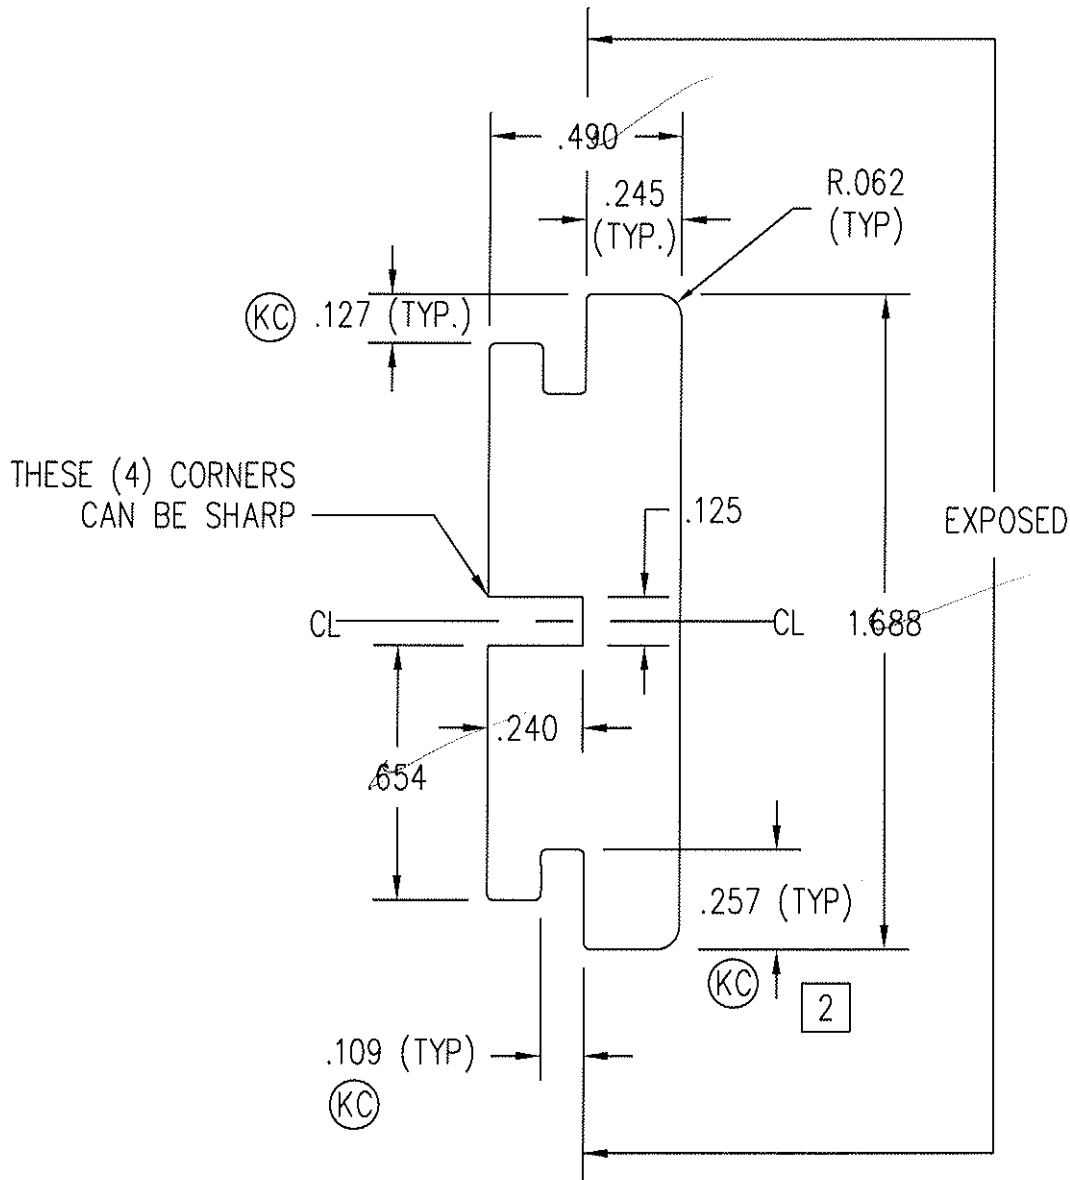 .490
.245
(TYP.)
R.062
(TYP)
KC .127 (TYP.)
THESE (4) CORNERS
CAN BE SHARP
.125
EXPOSED
CL
CL
1.688
.240
.654
.257 (TYP)
KC
2
.109 (TYP)
KC